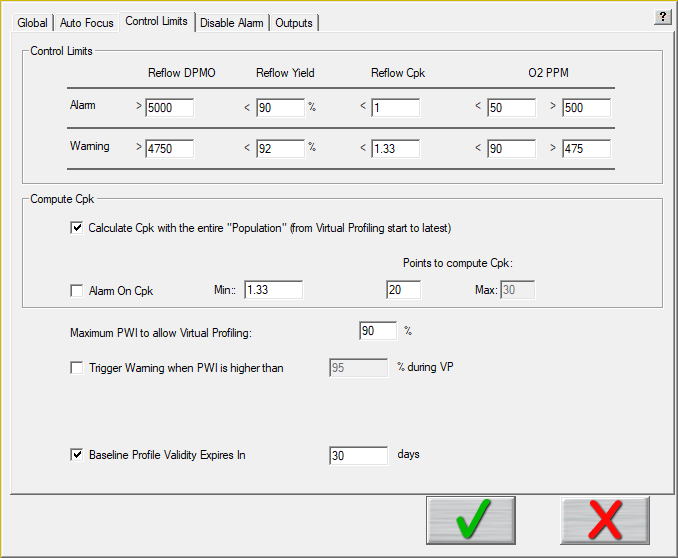 Global Auto Focus Control Limits Disable Alarm Outputs ?
Control Limits
Reflow DPMO Reflow Yield Reflow Cpk O2 PPM
Alarm > 5000 < 90 % < 1 < 50 > 500
Warning > 4750 < 92 % < 1.33 < 90 > 475
Compute Cpk
Calculate Cpk with the entire "Population" (from Virtual Profiling start to latest)
Points to compute Cpk:
Alarm On Cpk Min:: 1.33 20 Max: 30
Maximum PWI to allow Virtual Profiling: 90 %
Trigger Warning when PWI is higher than 95 % during VP
Baseline Profile Validity Expires In 30 days